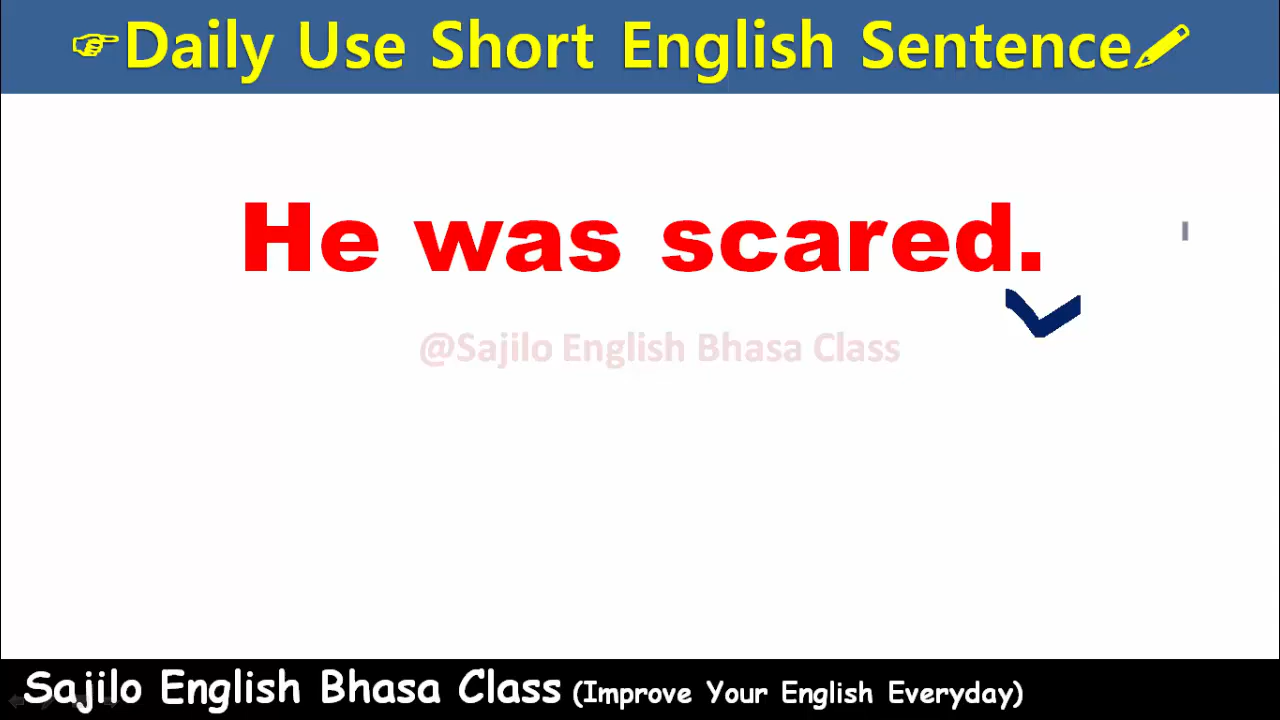 ☞Daily Use Short English Sentence🖉
He was scared.
@Sajilo English Bhasa Class
Sajilo English Bhasa Class (Improve Your English Everyday)